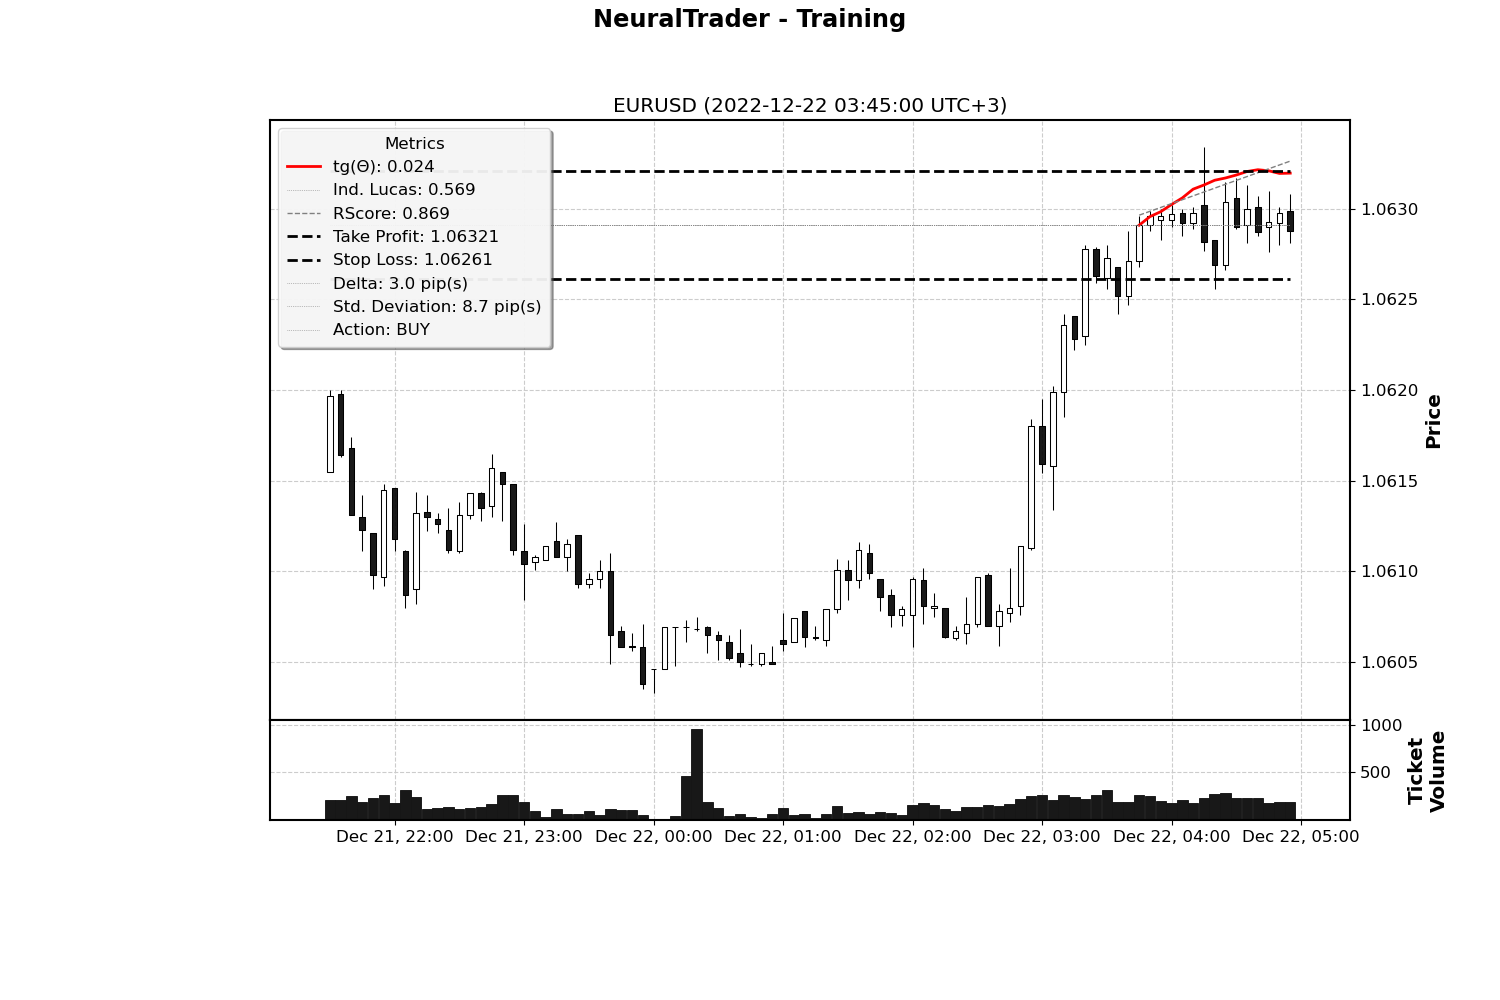 NeuralTrader - Training
EURUSD (2022-12-22 03:45:00 UTC+3)
Metrics
tg(Θ): 0.024
Ind. Lucas: 0.569
RScore: 0.869
Take Profit: 1.06321
Stop Loss: 1.06261
Delta: 3.0 pip(s)
Std. Deviation: 8.7 pip(s)
Action: BUY
1.0630
1.0625
1.0620
1.0615
1.0610
1.0605
Price
1000
500
Ticket
Volume
Dec 21, 22:00 Dec 21, 23:00 Dec 22, 00:00 Dec 22, 01:00 Dec 22, 02:00 Dec 22, 03:00 Dec 22, 04:00 Dec 22, 05:00